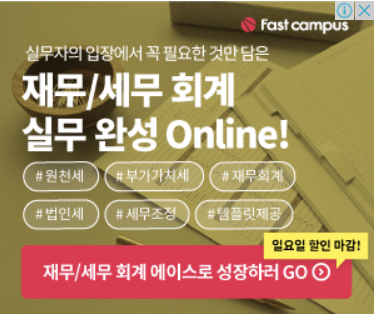 Fast campus
실무자의 입장에서 꼭 필요한 것만 담은
재무/세무 회계
실무 완성 Online!
#원천세 #부가가치세 #재무회계
#법인세 #세무조정 #템플릿제공
일요일 할인 마감!
재무/세무 회계 에이스로 성장하러 GO